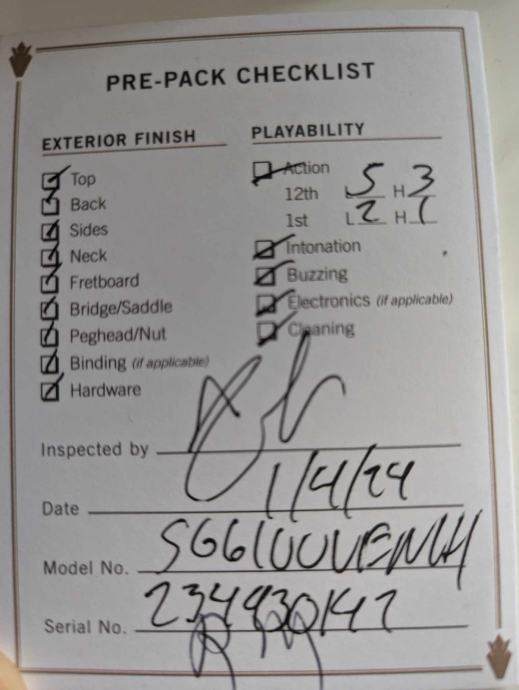 PRE-PACK CHECKLIST
EXTERIOR FINISH
Top
Back
Sides
Neck
Fretboard
Bridge/Saddle
Peghead/Nut
Binding (if applicable)
Hardware
PLAYABILITY
Action
12th L 5 H 3
1st L 2 H 1
Intonation
Buzzing
Electronics (if applicable)
Cleaning
Inspected by
Date 1/4/24
Model No.
Serial No.